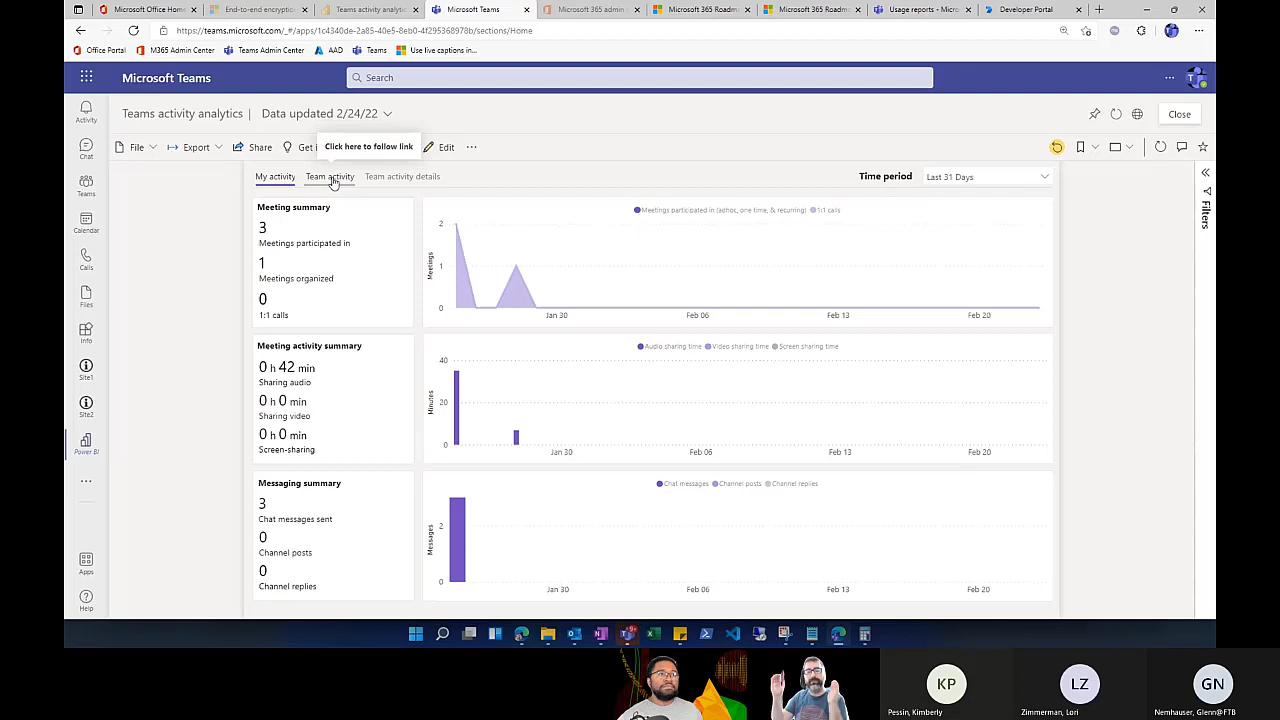 Microsoft Office Home
End-to-end encryption
Teams activity analytic
Microsoft Teams
Microsoft 365 admin
Microsoft 365 Roadm
Microsoft 365 Roadm
Usage reports - Micros
Developer Portal
https://teams.microsoft.com/_#/apps/1c4340de-2a85-40e5-8eb0-4f295368978b/sections/Home
Office Portal
M365 Admin Center
Teams Admin Center
AAD
Teams
Use live captions in...
Microsoft Teams
Search
Teams activity analytics | Data updated 2/24/22
Close
File
Export
Share
Get i
Click here to follow link
Edit
My activity
Team activity
Team activity details
Time period
Last 31 Days
Filters
Activity
Chat
Teams
Calendar
Calls
Files
Info
Site1
Site2
Power BI
Apps
Help
Meeting summary
3
Meetings participated in
1
Meetings organized
0
1:1 calls
Meetings participated in (adhoc, one time, & recurring)
1:1 calls
Meetings
2
1
0
Jan 30
Feb 06
Feb 13
Feb 20
Meeting activity summary
0 h 42 min
Sharing audio
0 h 0 min
Sharing video
0 h 0 min
Screen-sharing
Audio sharing time
Video sharing time
Screen sharing time
Minutes
40
20
0
Jan 30
Feb 06
Feb 13
Feb 20
Messaging summary
3
Chat messages sent
0
Channel posts
0
Channel replies
Chat messages
Channel posts
Channel replies
Messages
2
0
Jan 30
Feb 06
Feb 13
Feb 20
KP
LZ
GN
Pessin, Kimberly
Zimmerman, Lori
Nemhauser, Glenn@FTB